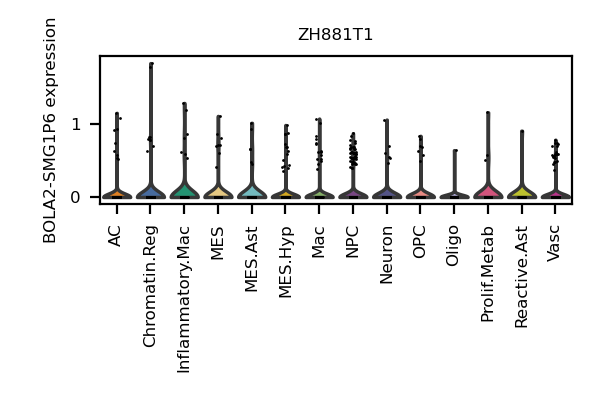 ZH881T1
BOLA2-SMG1P6 expression
1
0
AC
Chromatin.Reg
Inflammatory.Mac
MES
MES.Ast
MES.Hyp
Mac
NPC
Neuron
OPC
Oligo
Prolif.Metab
Reactive.Ast
Vasc